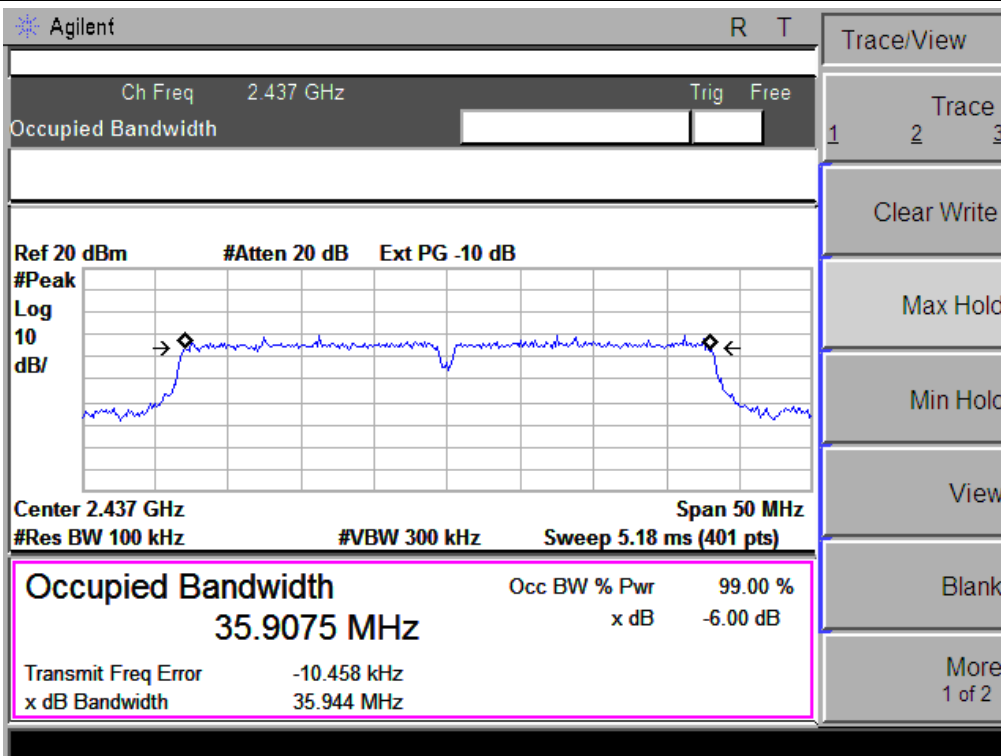 Agilent R T
Ch Freq 2.437 GHz Trig Free
Occupied Bandwidth
Ref 20 dBm #Atten 20 dB Ext PG -10 dB
#Peak
Log
10
dB/
Center 2.437 GHz Span 50 MHz
#Res BW 100 kHz #VBW 300 kHz Sweep 5.18 ms (401 pts)
Occupied Bandwidth
35.9075 MHz
Occ BW % Pwr 99.00 %
x dB -6.00 dB
Transmit Freq Error -10.458 kHz
x dB Bandwidth 35.944 MHz
Trace/View
Trace
1 2 3
Clear Write
Max Hold
Min Hold
View
Blank
More
1 of 2